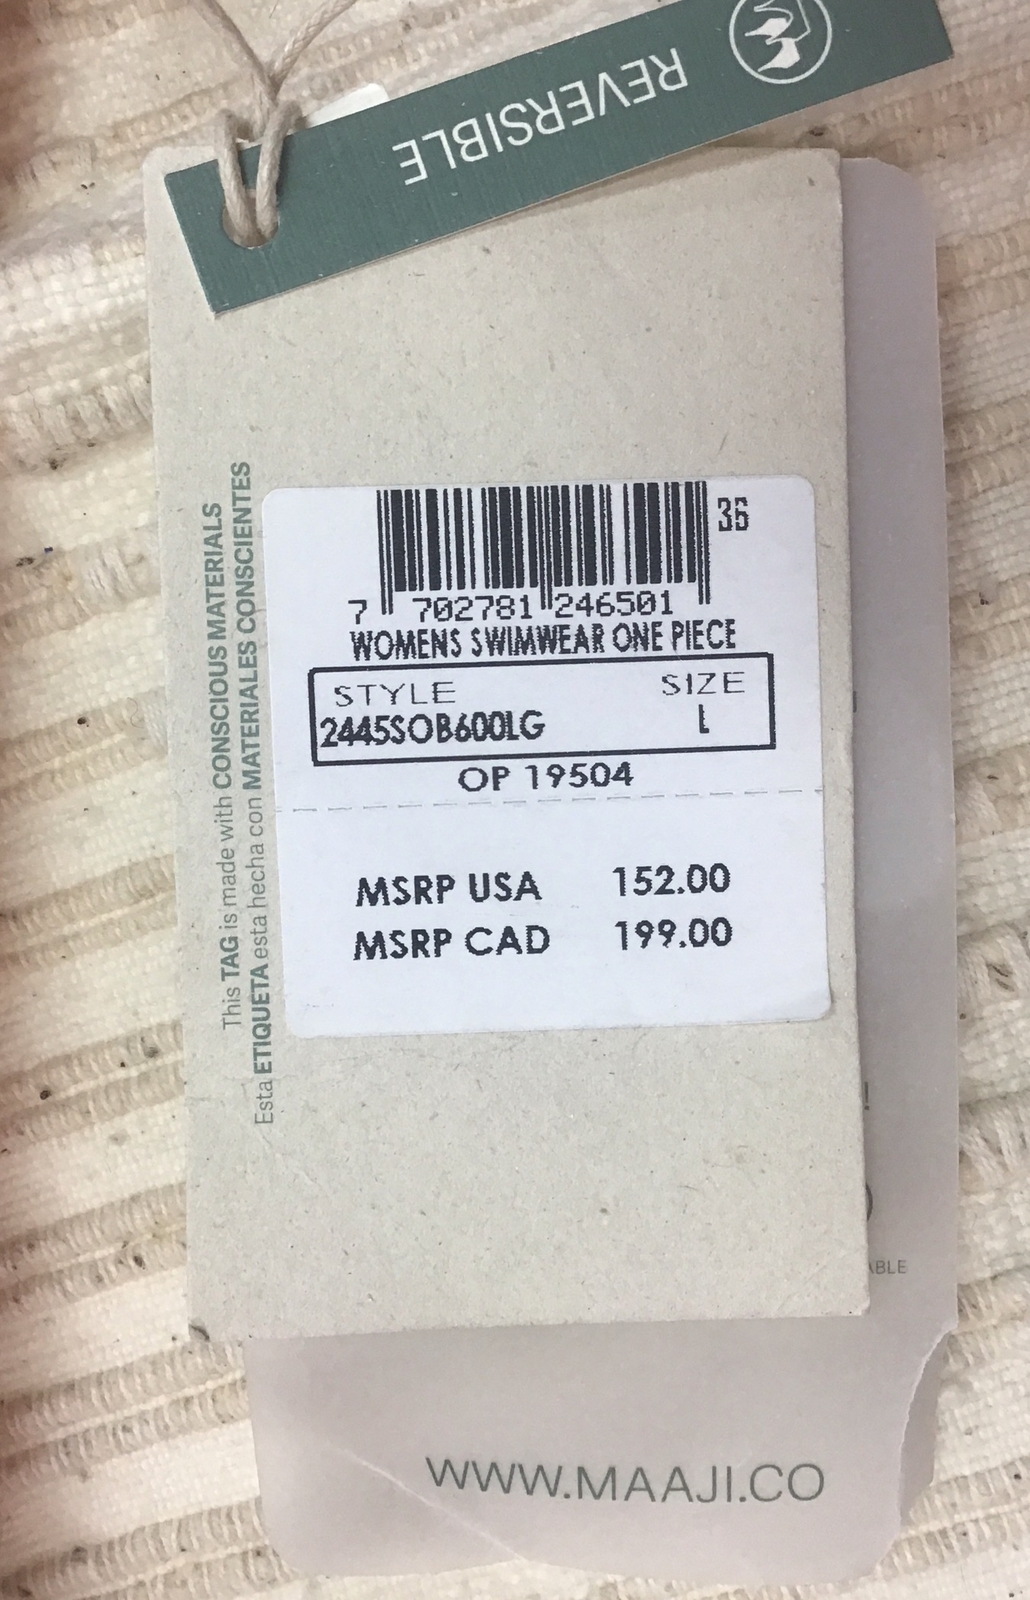 REVERSIBLE
This TAG is made with CONSCIOUS MATERIALS
Esta ETIQUETA esta hecha con MATERIALES CONSCIENTES
36
7 702781 246501
WOMENS SWIMWEAR ONE PIECE
STYLE SIZE
2445SOB600LG L
OP 19504
MSRP USA 152.00
MSRP CAD 199.00
WWW.MAAJI.CO